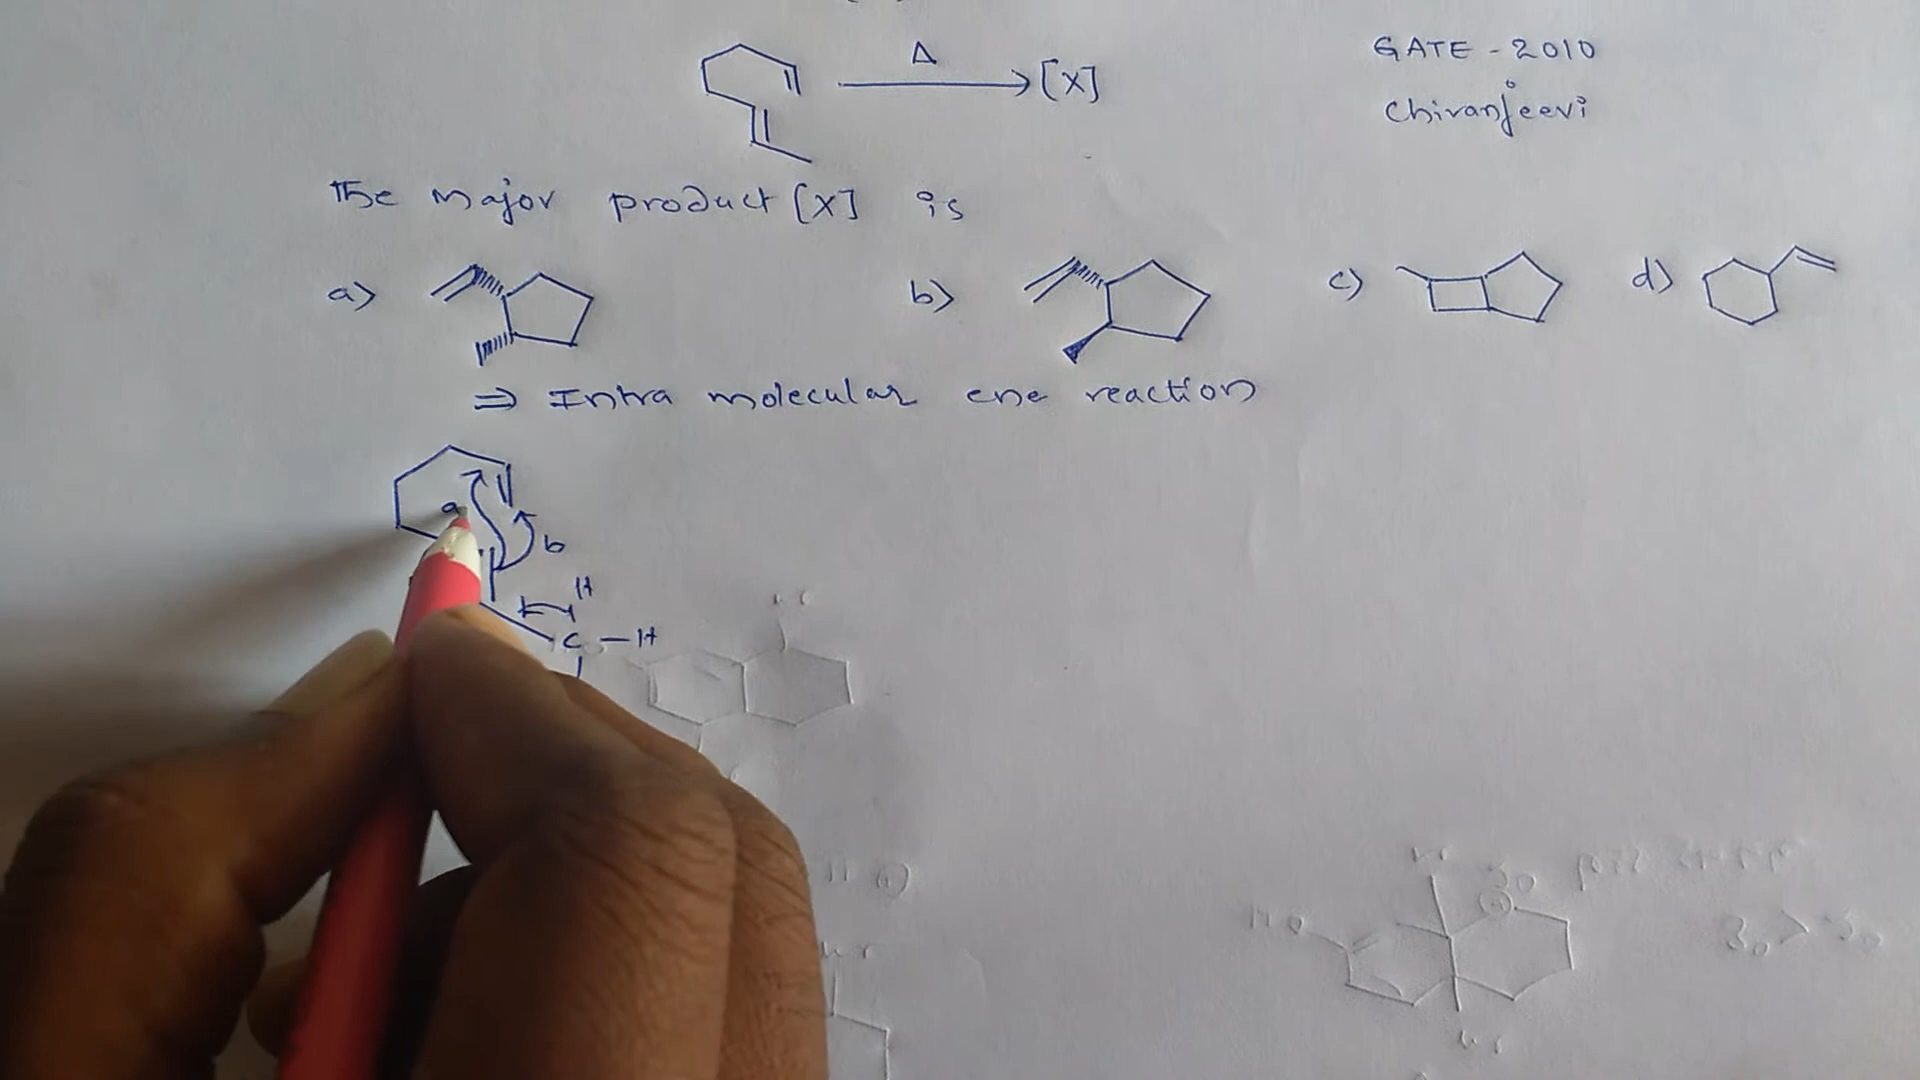 Δ
[X]
GATE - 2010
Chiranjeevi
The major product [X] is
a) b) c) d)
⇒ Intra molecular ene reaction
a
b
H
C - H